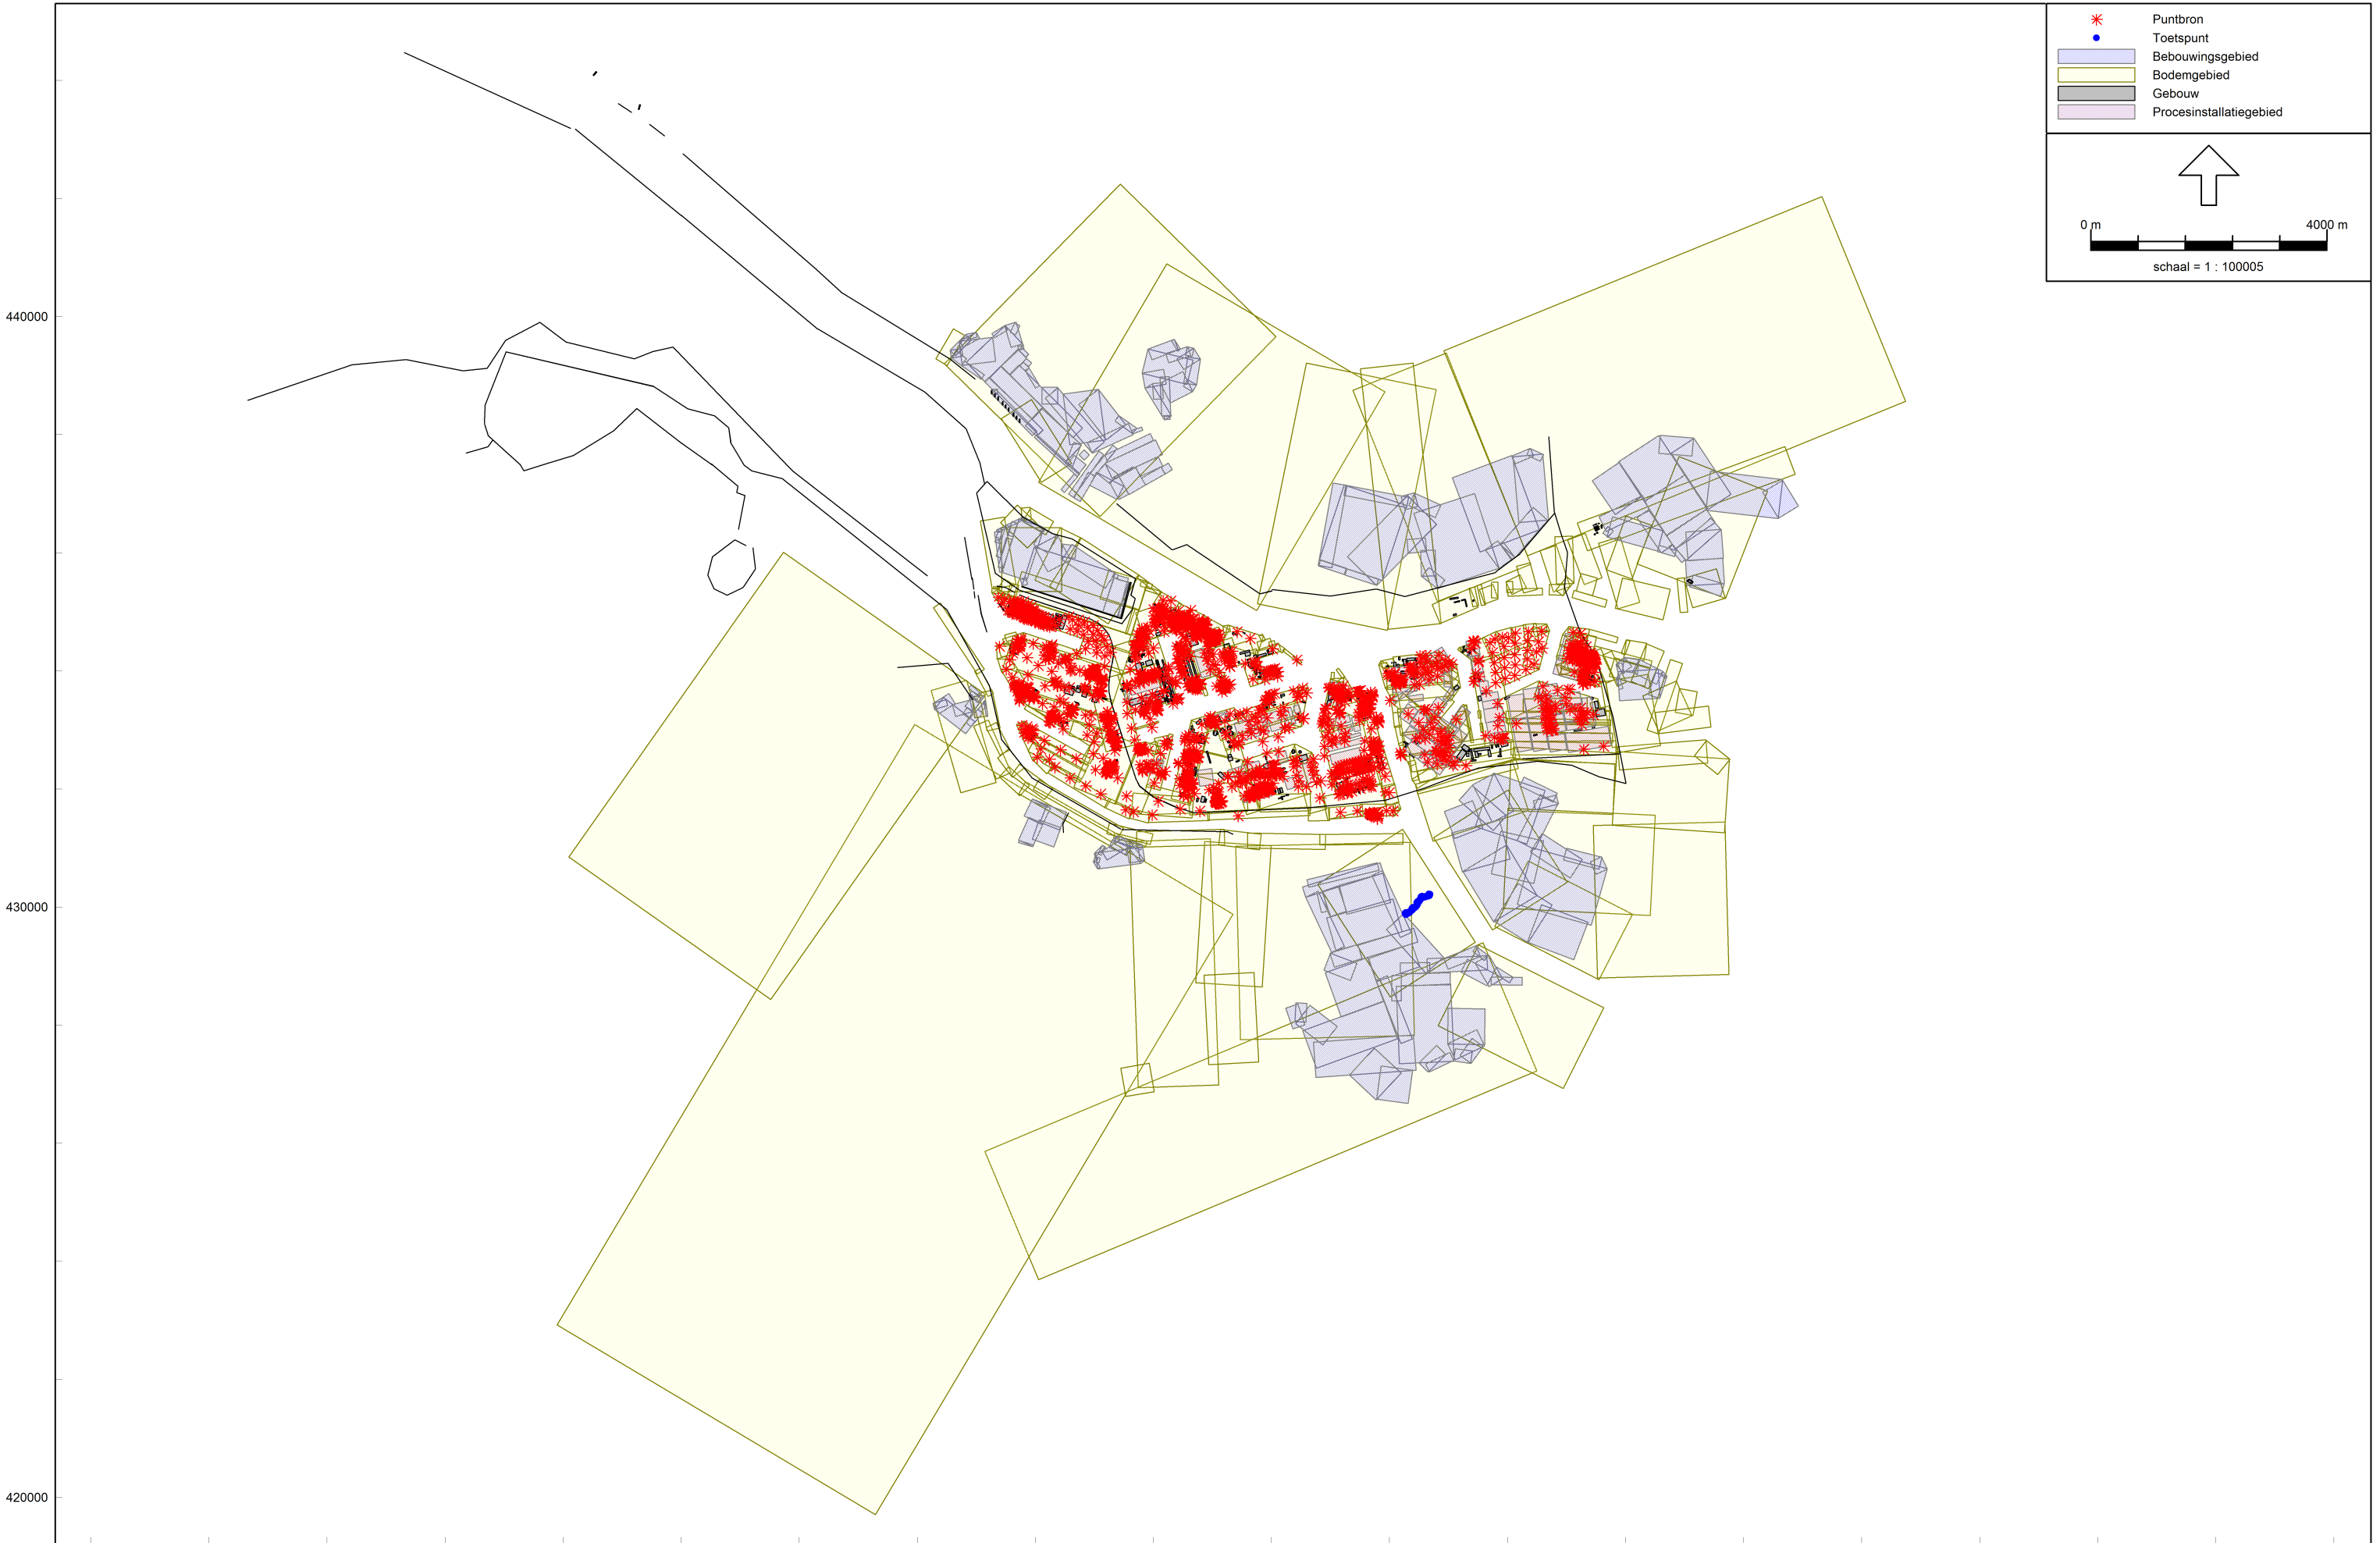 Puntbron
Toetspunt
Bebouwingsgebied
Bodemgebied
Gebouw
Procesinstallatiegebied
0 m 4000 m
schaal = 1 : 100005
440000
430000
420000